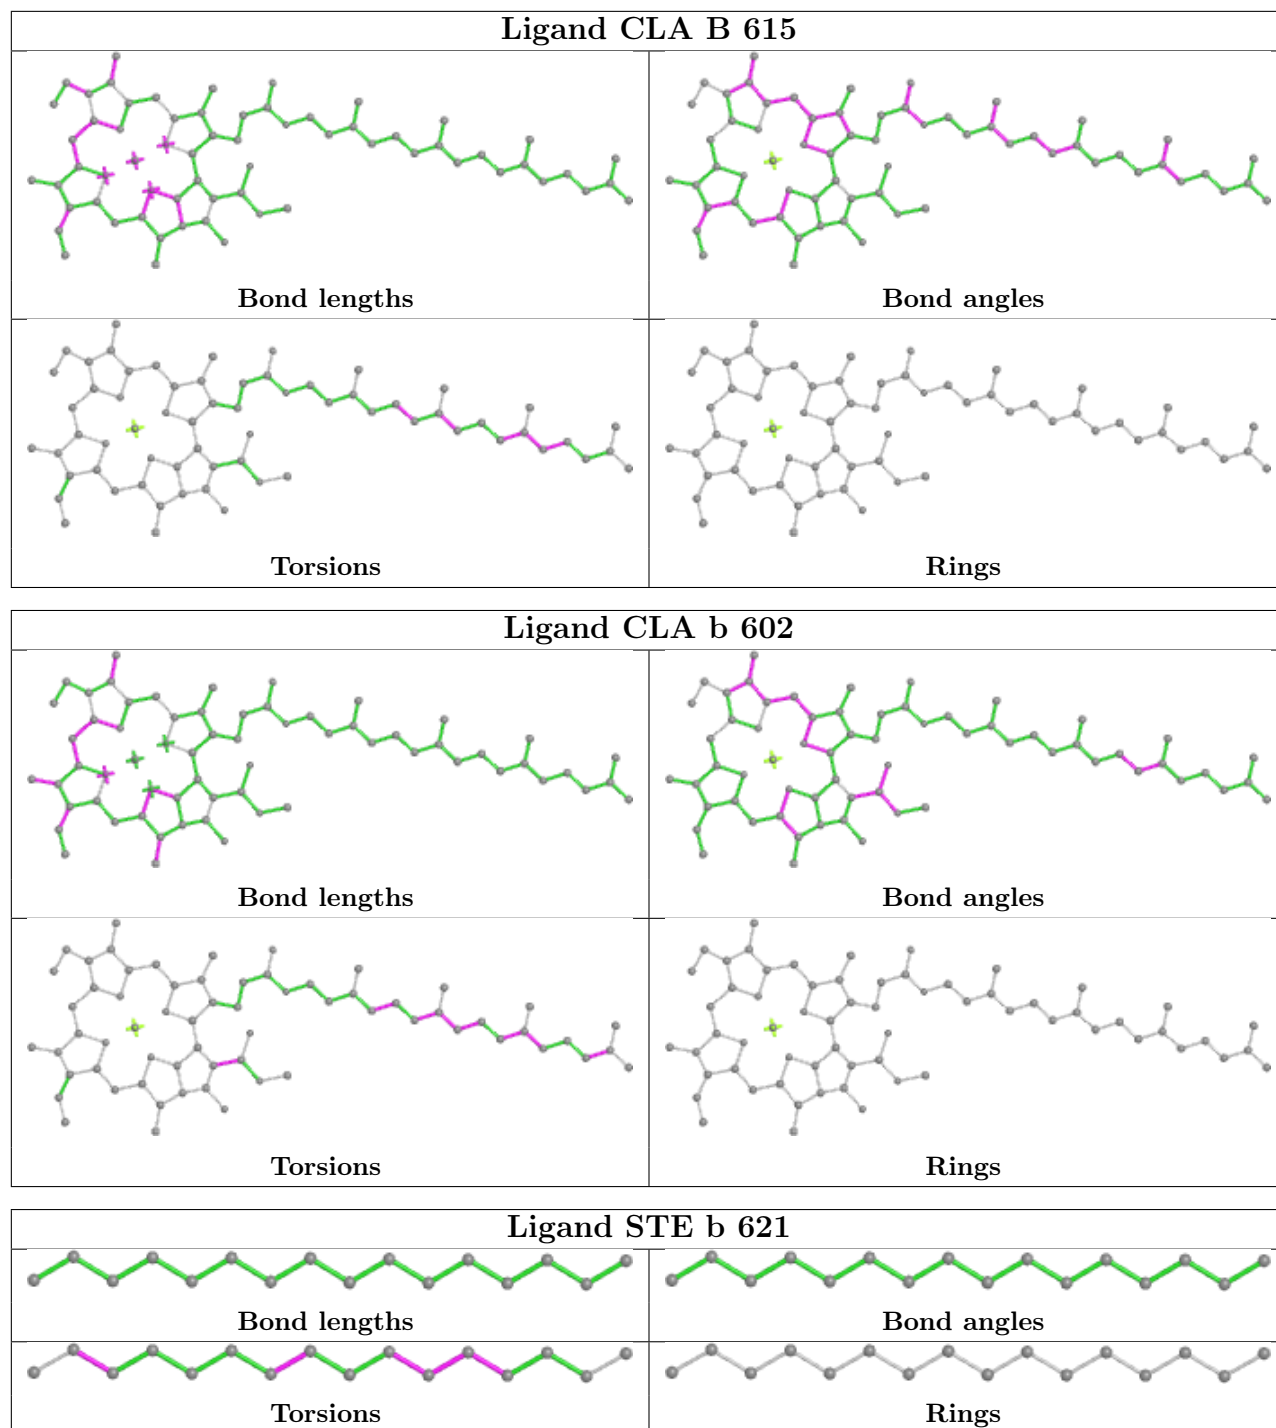 Ligand CLA B 615
Bond lengths
Bond angles
Torsions
Rings
Ligand CLA b 602
Bond lengths
Bond angles
Torsions
Rings
Ligand STE b 621
Bond lengths
Bond angles
Torsions
Rings